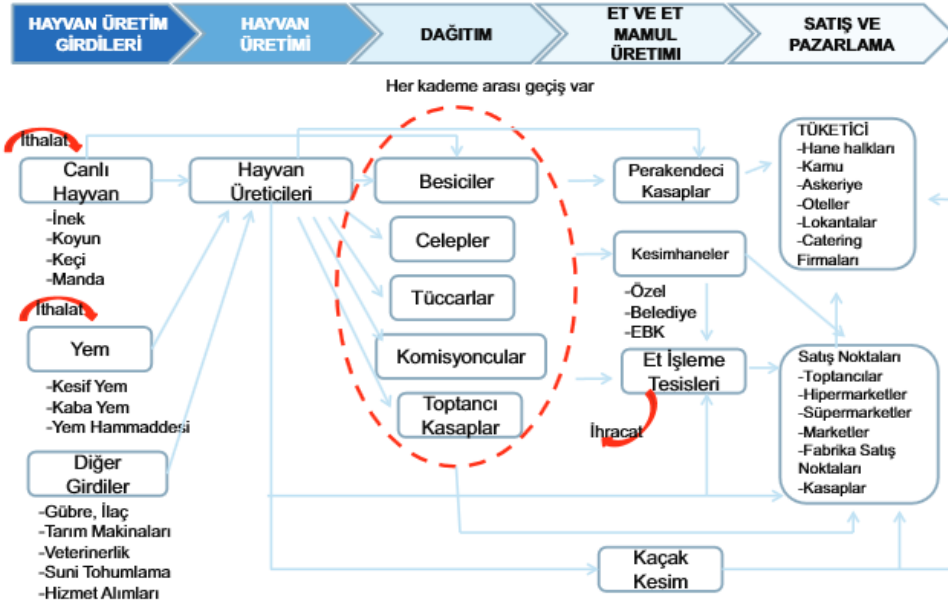 HAYVAN ÜRETİM
GİRDİLERİ
HAYVAN
ÜRETİMİ
DAĞITIM
ET VE ET
MAMUL
ÜRETIMI
SATIŞ VE
PAZARLAMA
Her kademe arası geçiş var
İthalat
Canlı
Hayvan
-İnek
-Koyun
-Keçi
-Manda
İthalat
Yem
-Kesif Yem
-Kaba Yem
-Yem Hammaddesi
Diğer
Girdiler
-Gübre, İlaç
-Tarım Makinaları
-Veterinerlik
-Suni Tohumlama
-Hizmet Alımları
Hayvan
Üreticileri
Besiciler
Celepler
Tüccarlar
Komisyoncular
Toptancı
Kasaplar
Perakendeci
Kasaplar
Kesimhaneler
-Özel
-Belediye
-EBK
Et İşleme
Tesisleri
İhracat
Kaçak
Kesim
TÜKETİCİ
-Hane halkları
-Kamu
-Askeriye
-Oteller
-Lokantalar
-Catering
Firmaları
Satış Noktaları
-Toptancılar
-Hipermarketler
-Süpermarketler
-Marketler
-Fabrika Satış
Noktaları
-Kasaplar